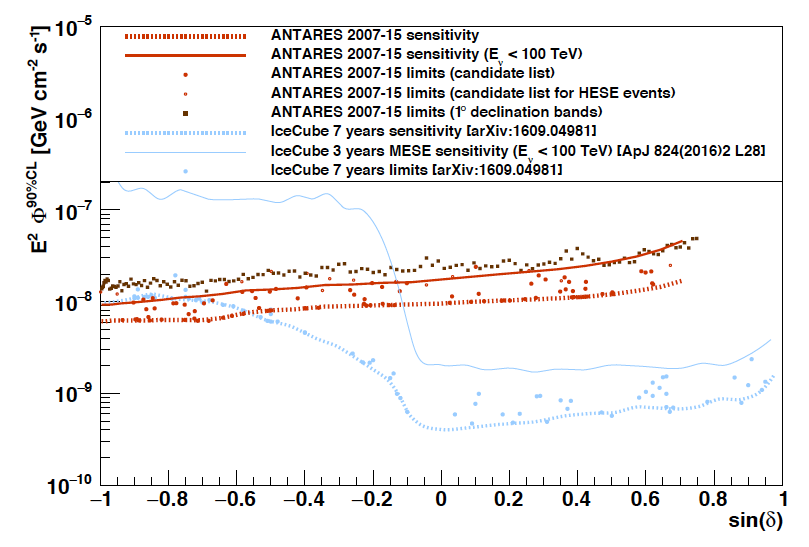 E² Φ⁹⁰%CL [GeV cm⁻² s⁻¹]
10⁻⁵
ANTARES 2007-15 sensitivity
ANTARES 2007-15 sensitivity (Eν < 100 TeV)
ANTARES 2007-15 limits (candidate list)
ANTARES 2007-15 limits (candidate list for HESE events)
ANTARES 2007-15 limits (1° declination bands)
IceCube 7 years sensitivity [arXiv:1609.04981]
IceCube 3 years MESE sensitivity (Eν < 100 TeV) [ApJ 824(2016)2 L28]
IceCube 7 years limits [arXiv:1609.04981]
10⁻⁶
10⁻⁷
10⁻⁸
10⁻⁹
10⁻¹⁰
−1 −0.8 −0.6 −0.4 −0.2 0 0.2 0.4 0.6 0.8 1
sin(δ)